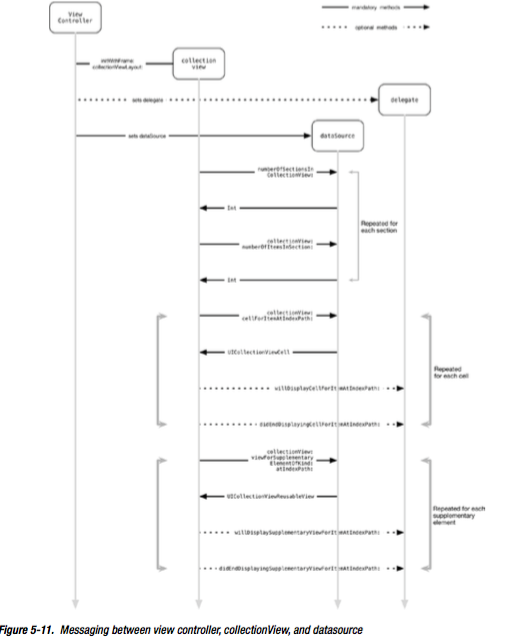 View
Controller
mandatory methods
optional methods
initWithFrame:
collectionViewLayout:
collection
view
sets delegate
delegate
sets dataSource
dataSource
numberOfSectionsIn
CollectionView:
Int
Repeated for
each section
collectionView:
numberOfItemsInSection:
Int
collectionView:
cellForItemAtIndexPath:
UICollectionViewCell
Repeated
for each cell
willDisplayCellForItemAtIndexPath:
didEndDisplayingCellForItemAtIndexPath:
collectionView:
viewForSupplementary
ElementOfKind:
atIndexPath:
UICollectionViewReusableView
Repeated for each
supplementary
element
willDisplaySupplementaryViewForItemAtIndexPath:
didEndDisplayingSupplementaryViewForItemAtIndexPath:
Figure 5-11. Messaging between view controller, collectionView, and datasource